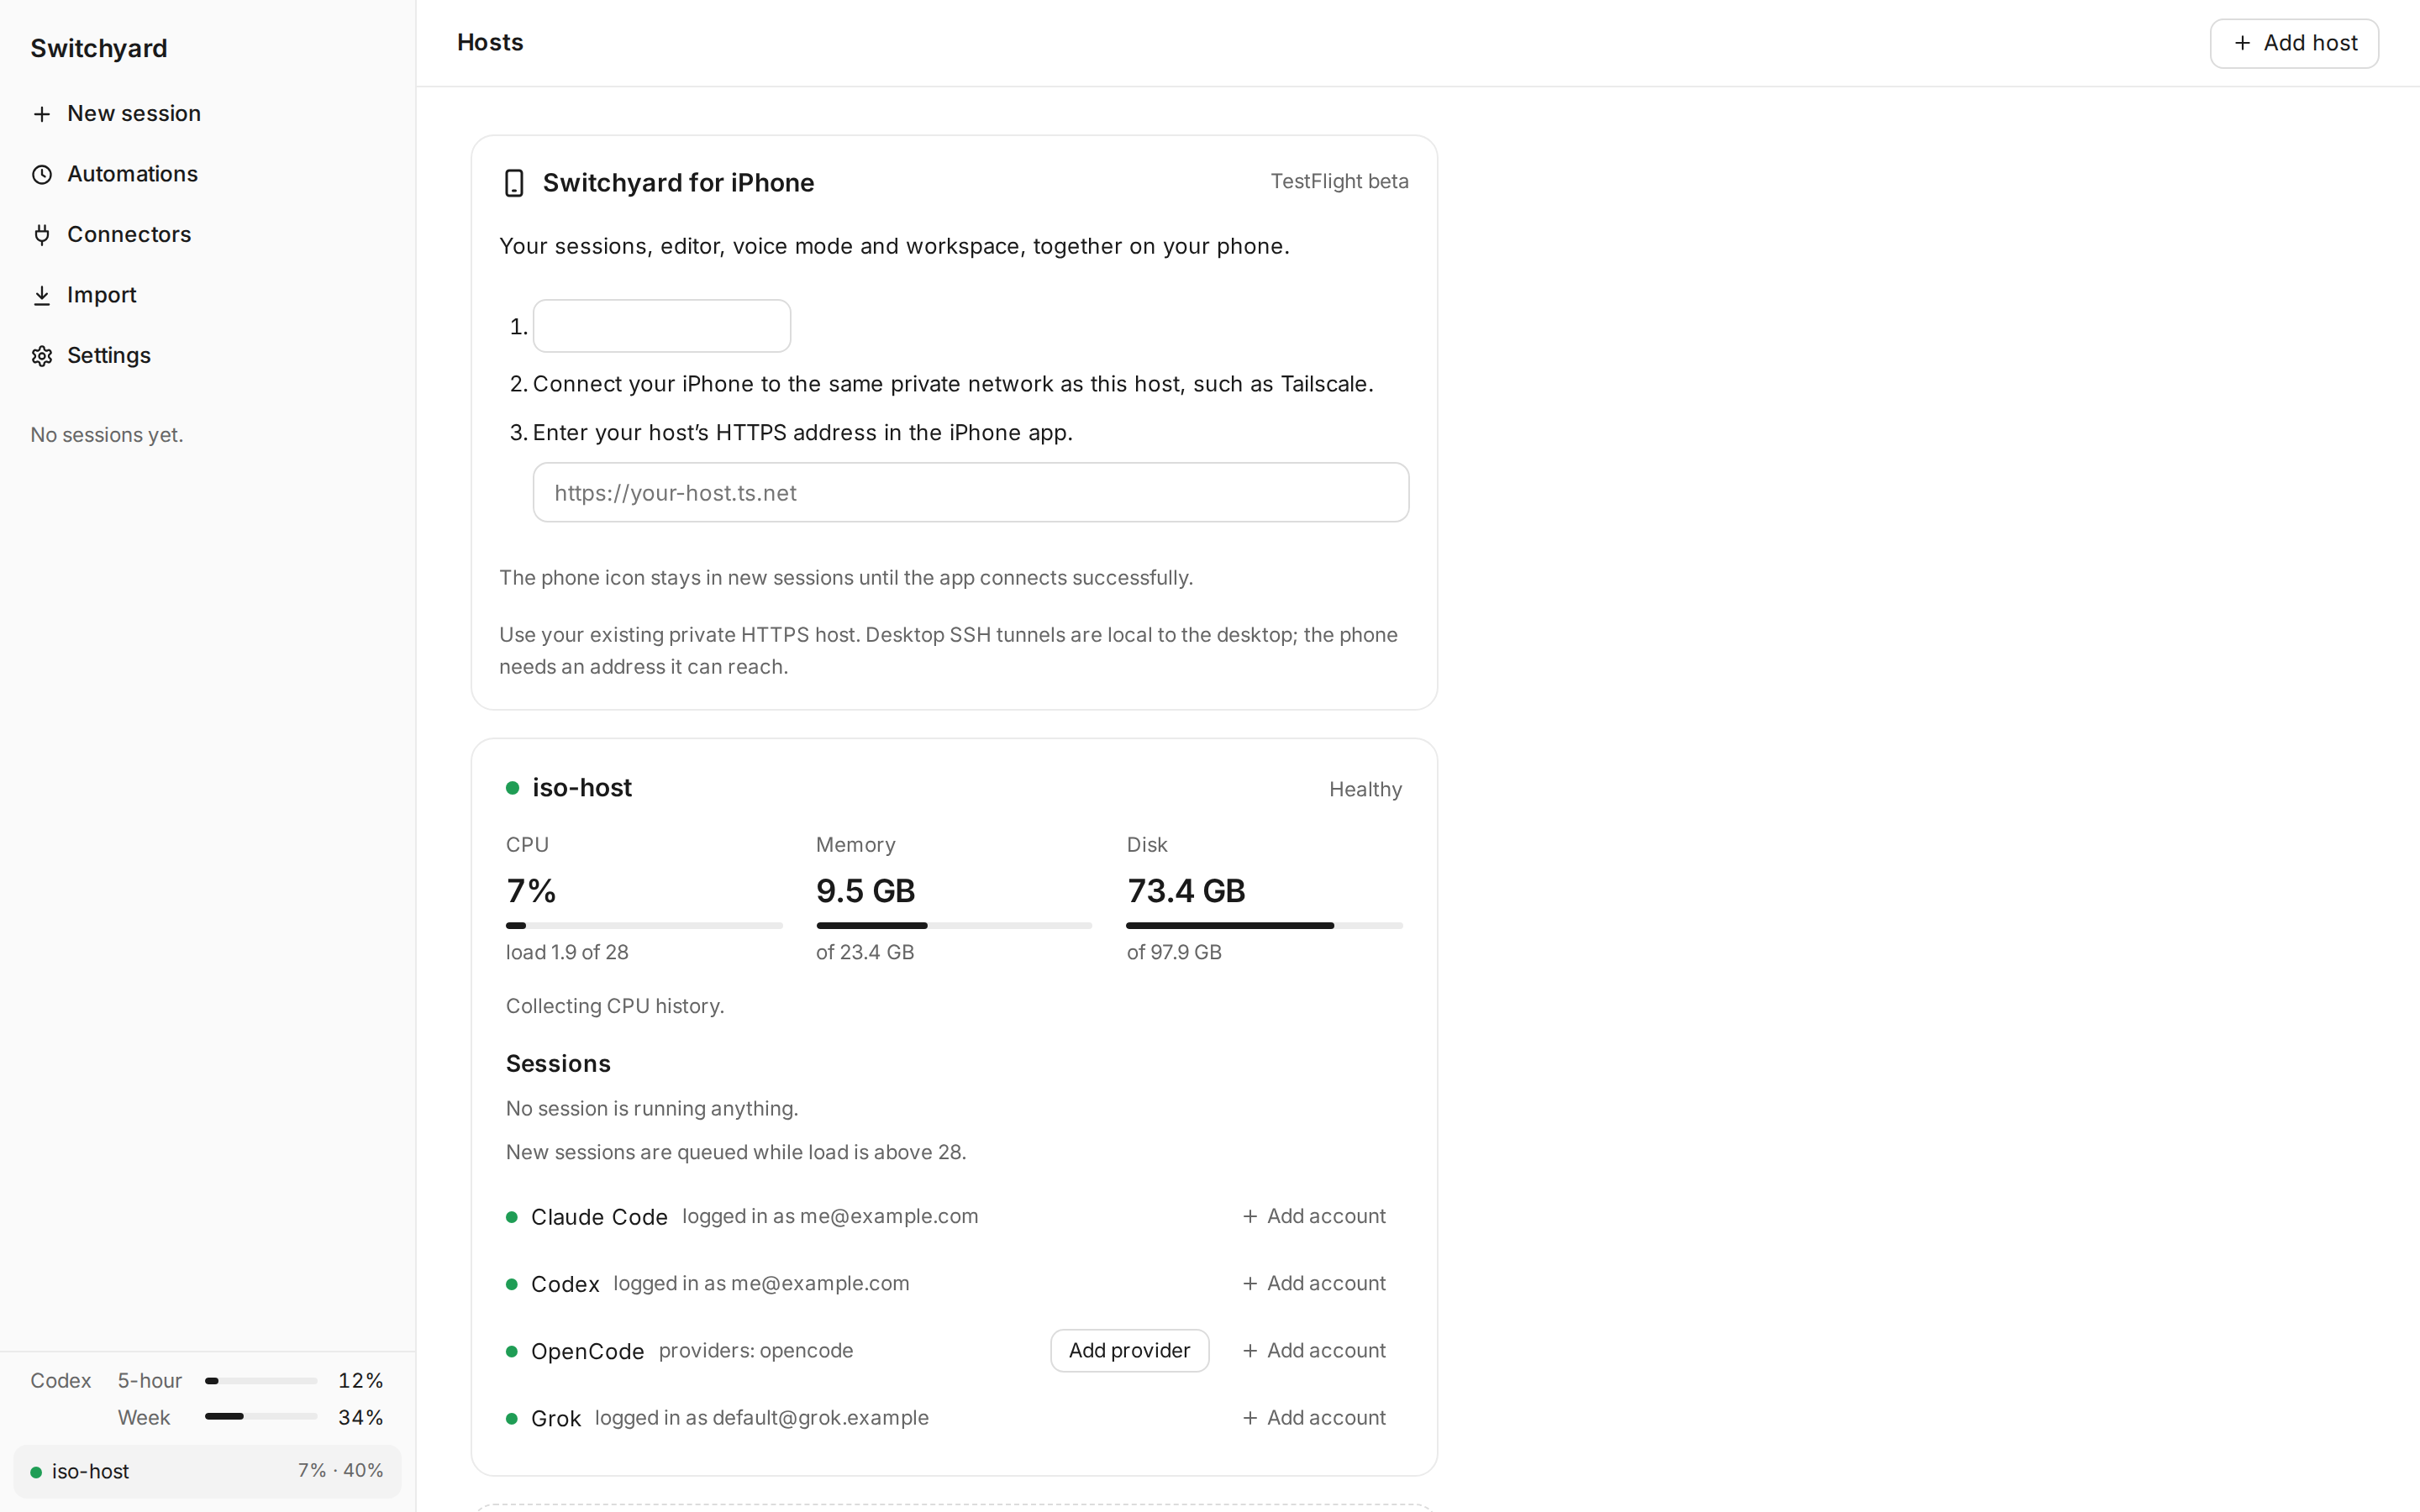 Switchyard
New session
Automations
Connectors
Import
Settings
No sessions yet.
Codex 5-hour 12%
Week 34%
iso-host 7% · 40%
Hosts
Add host
Switchyard for iPhone
TestFlight beta
Your sessions, editor, voice mode and workspace, together on your phone.
1.
2. Connect your iPhone to the same private network as this host, such as Tailscale.
3. Enter your host’s HTTPS address in the iPhone app.
https://your-host.ts.net
The phone icon stays in new sessions until the app connects successfully.
Use your existing private HTTPS host. Desktop SSH tunnels are local to the desktop; the phone
needs an address it can reach.
iso-host
Healthy
CPU Memory Disk
7% 9.5 GB 73.4 GB
load 1.9 of 28 of 23.4 GB of 97.9 GB
Collecting CPU history.
Sessions
No session is running anything.
New sessions are queued while load is above 28.
Claude Code logged in as me@example.com + Add account
Codex logged in as me@example.com + Add account
OpenCode providers: opencode Add provider + Add account
Grok logged in as default@grok.example + Add account